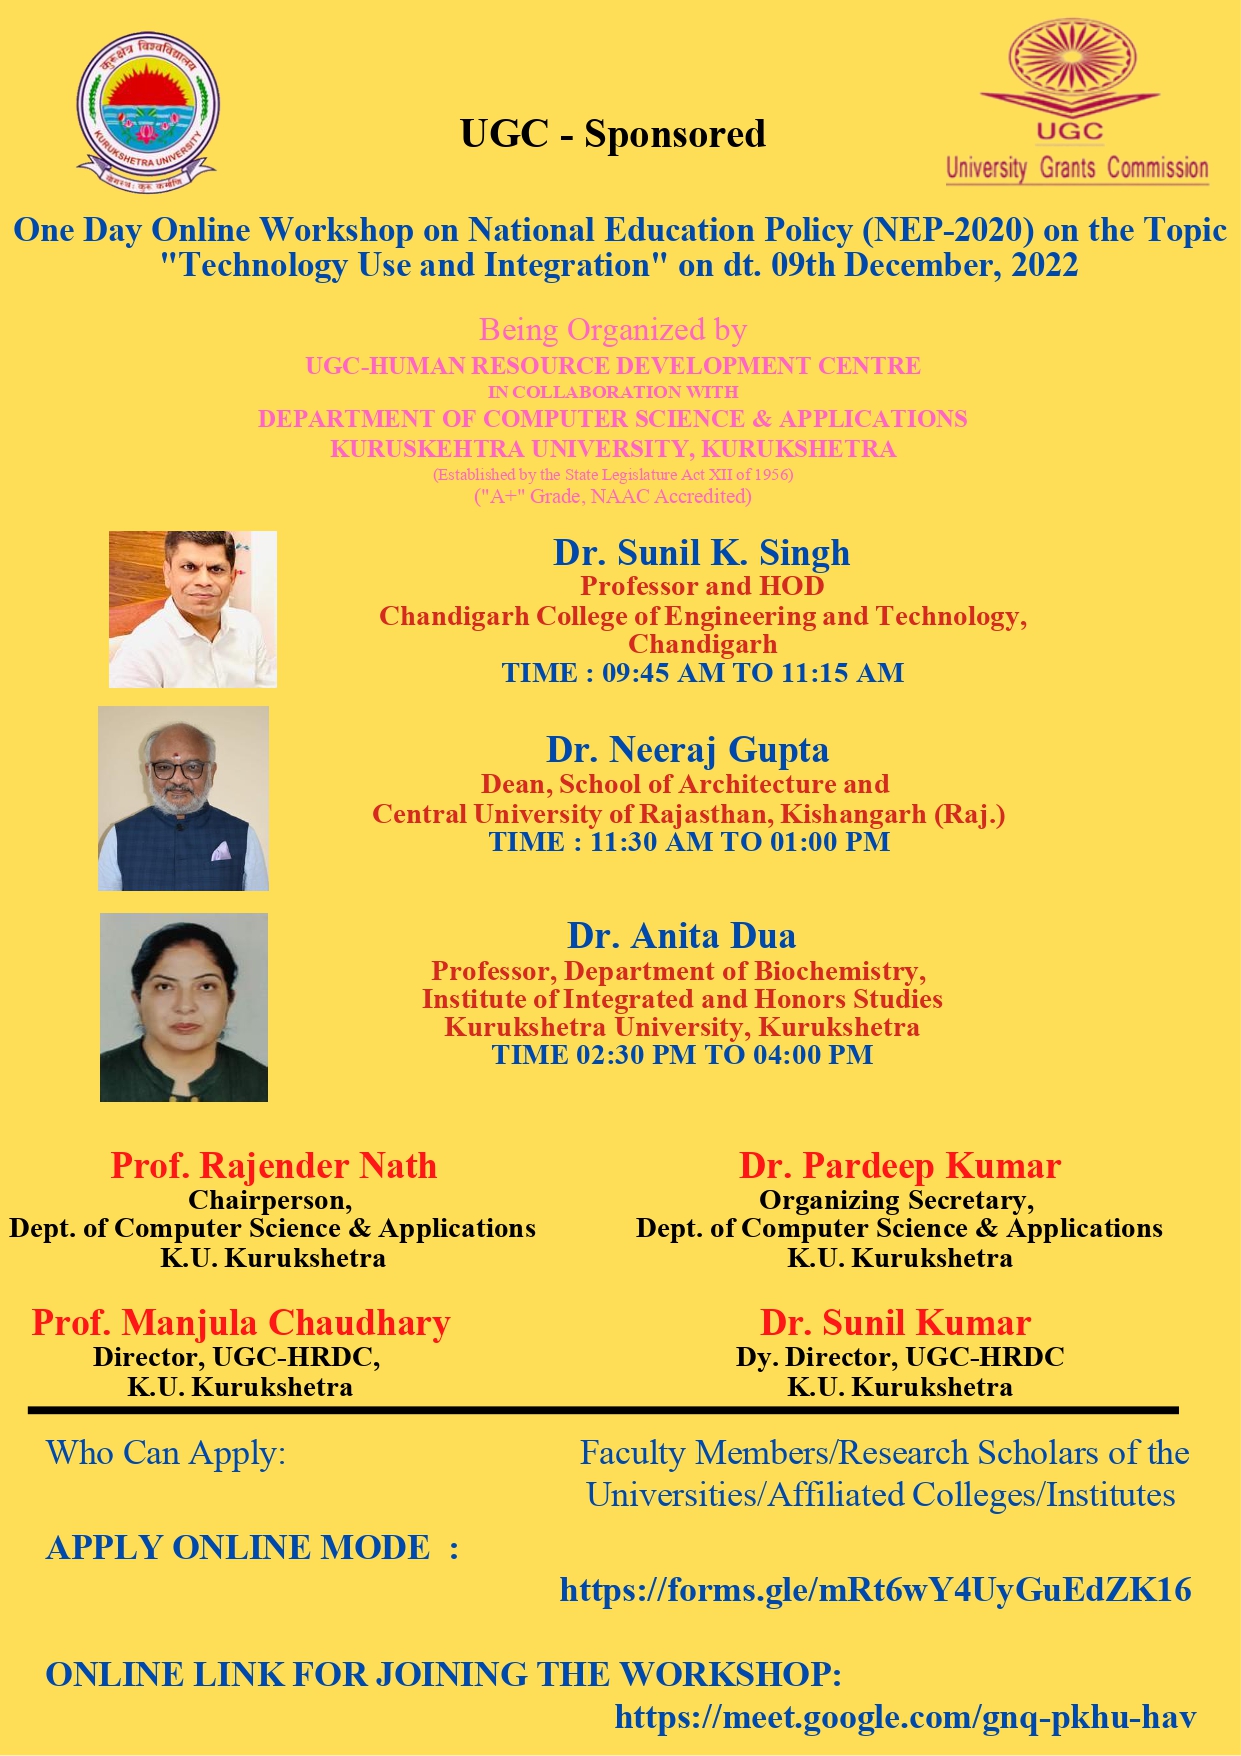 कुरुक्षेत्र विश्वविद्यालय
KURUKSHETRA UNIVERSITY
योगस्थः कुरु कर्माणि
UGC
University Grants Commission
UGC - Sponsored
One Day Online Workshop on National Education Policy (NEP-2020) on the Topic
"Technology Use and Integration" on dt. 09th December, 2022
Being Organized by
UGC-HUMAN RESOURCE DEVELOPMENT CENTRE
IN COLLABORATION WITH
DEPARTMENT OF COMPUTER SCIENCE & APPLICATIONS
KURUSKEHTRA UNIVERSITY, KURUKSHETRA
(Established by the State Legislature Act XII of 1956)
("A+" Grade, NAAC Accredited)
Dr. Sunil K. Singh
Professor and HOD
Chandigarh College of Engineering and Technology,
Chandigarh
TIME : 09:45 AM TO 11:15 AM
Dr. Neeraj Gupta
Dean, School of Architecture and
Central University of Rajasthan, Kishangarh (Raj.)
TIME : 11:30 AM TO 01:00 PM
Dr. Anita Dua
Professor, Department of Biochemistry,
Institute of Integrated and Honors Studies
Kurukshetra University, Kurukshetra
TIME 02:30 PM TO 04:00 PM
Prof. Rajender Nath
Chairperson,
Dept. of Computer Science & Applications
K.U. Kurukshetra
Dr. Pardeep Kumar
Organizing Secretary,
Dept. of Computer Science & Applications
K.U. Kurukshetra
Prof. Manjula Chaudhary
Director, UGC-HRDC,
K.U. Kurukshetra
Dr. Sunil Kumar
Dy. Director, UGC-HRDC
K.U. Kurukshetra
Who Can Apply:
Faculty Members/Research Scholars of the
Universities/Affiliated Colleges/Institutes
APPLY ONLINE MODE :
https://forms.gle/mRt6wY4UyGuEdZK16
ONLINE LINK FOR JOINING THE WORKSHOP:
https://meet.google.com/gnq-pkhu-hav